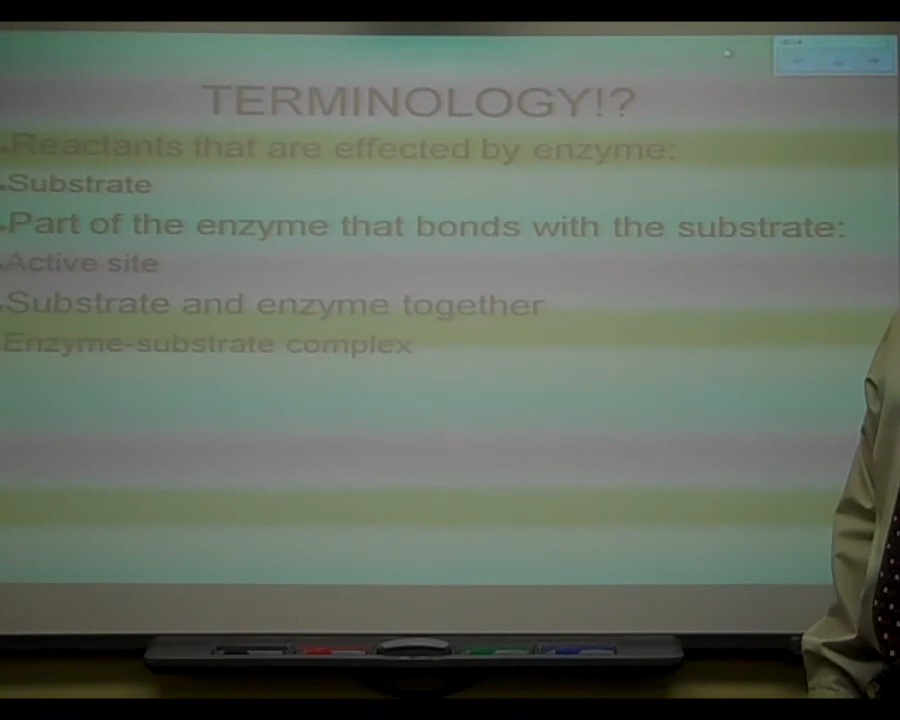 TERMINOLOGY!?
•Reactants that are effected by enzyme:
•Substrate
•Part of the enzyme that bonds with the substrate:
•Active site
•Substrate and enzyme together
•Enzyme-substrate complex